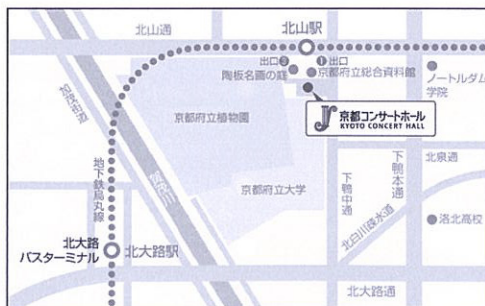 北山通
北山駅
出口③
①出口
陶板名画の庭
京都府立総合資料館
ノートルダム
学院
加茂街道
京都府立植物園
京都コンサートホール
KYOTO CONCERT HALL
賀茂川
地下鉄烏丸線
下鴨中通
下鴨本通
北泉通
京都府立大学
北白川疏水道
洛北高校
北大路
バスターミナル
北大路駅
北大路通